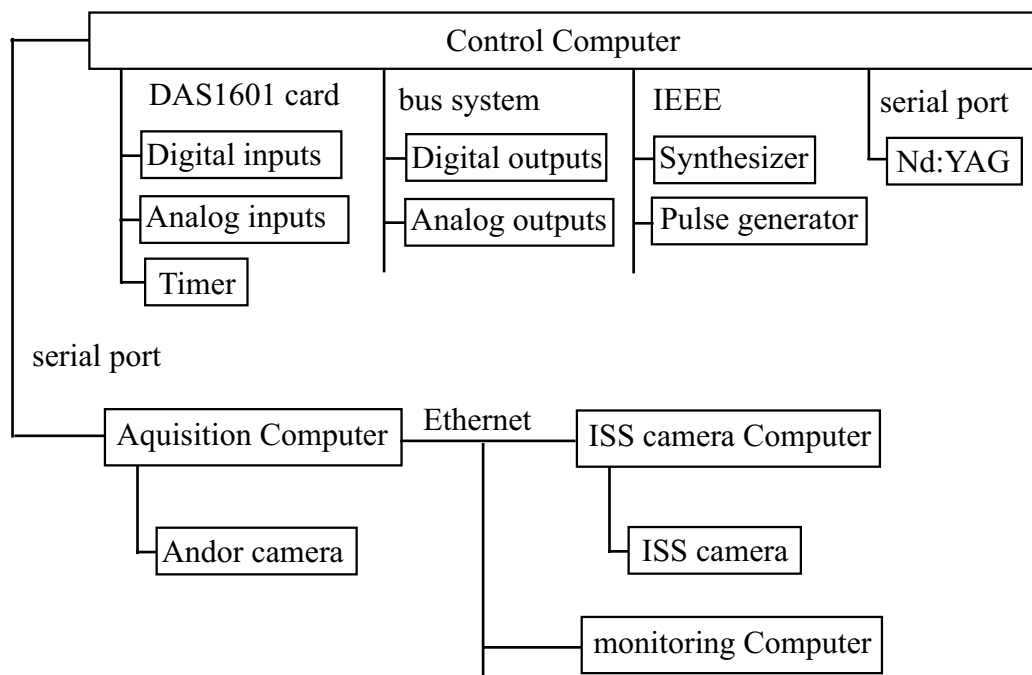 Control Computer
DAS1601 card
bus system
IEEE
serial port
Digital inputs
Digital outputs
Synthesizer
Nd:YAG
Analog inputs
Analog outputs
Pulse generator
Timer
serial port
Aquisition Computer
Ethernet
ISS camera Computer
Andor camera
ISS camera
monitoring Computer